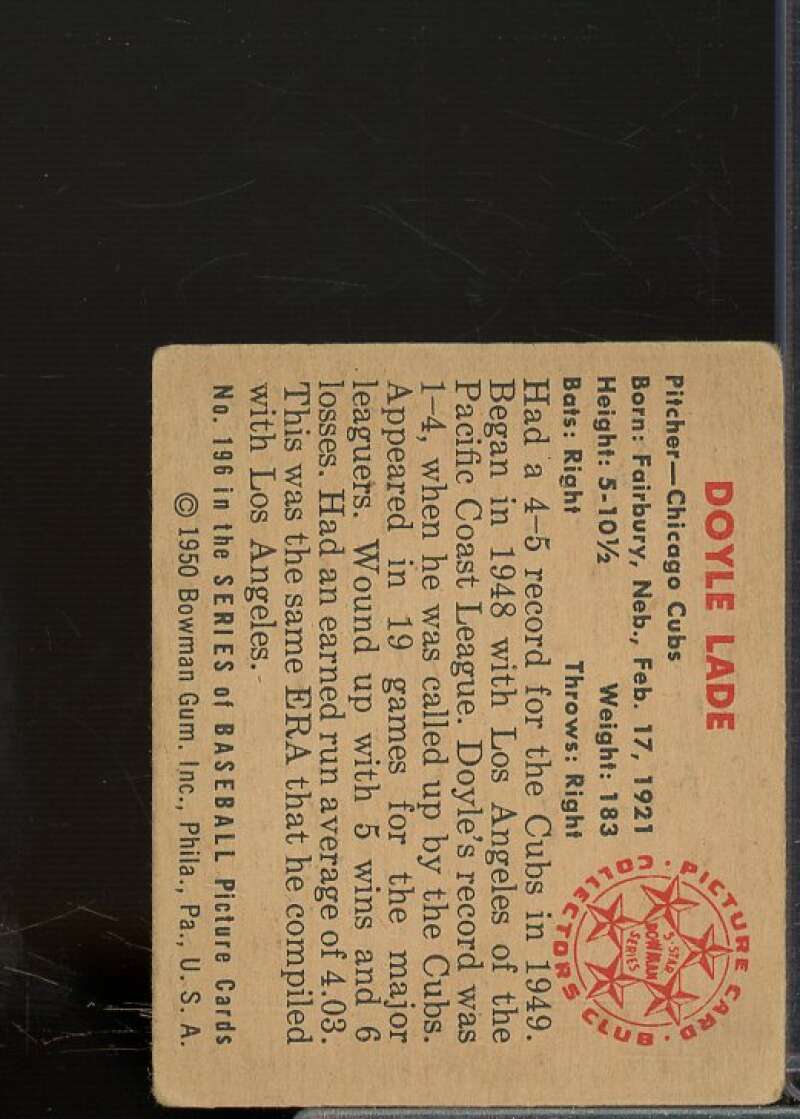 DOYLE LADE
Pitcher—Chicago Cubs
Born: Fairbury, Neb., Feb. 17, 1921
Height: 5-10½ Weight: 183
Bats: Right Throws: Right
PICTURE CARD COLLECTORS CLUB
5-STAR
BOWMAN
SERIES
Had a 4–5 record for the Cubs in 1949.
Began in 1948 with Los Angeles of the
Pacific Coast League. Doyle's record was
1–4, when he was called up by the Cubs.
Appeared in 19 games for the major
leaguers. Wound up with 5 wins and 6
losses. Had an earned run average of 4.03.
This was the same ERA that he compiled
with Los Angeles.
No. 196 in the SERIES of BASEBALL Picture Cards
© 1950 Bowman Gum. Inc., Phila., Pa., U. S. A.